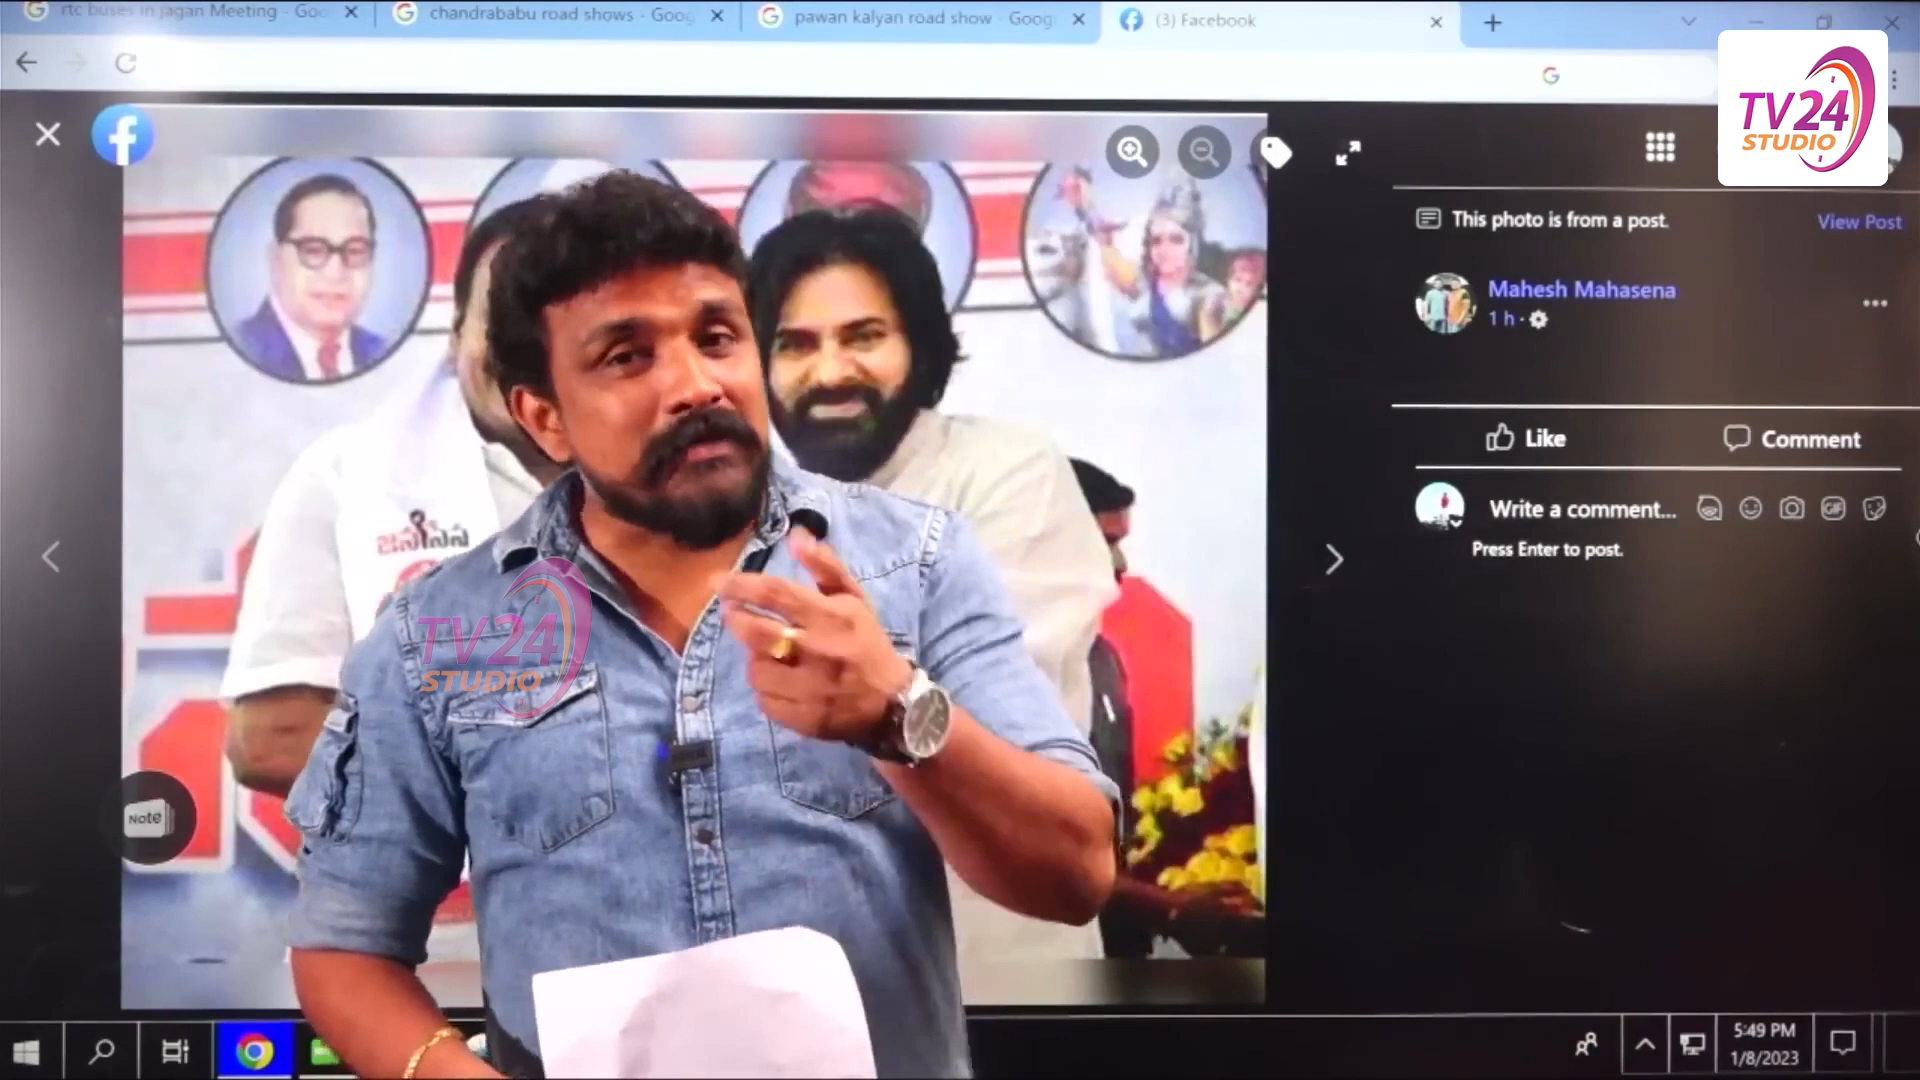 rtc buses in jagan Meeting - Goo
chandrababu road shows - Goog
pawan kalyan road show - Googl
(3) Facebook
TV24
STUDIO
This photo is from a post.
View Post
Mahesh Mahasena
1 h
Like
Comment
Write a comment...
GIF
Press Enter to post.
జనసేన
TV24
STUDIO
Note
5:49 PM
1/8/2023